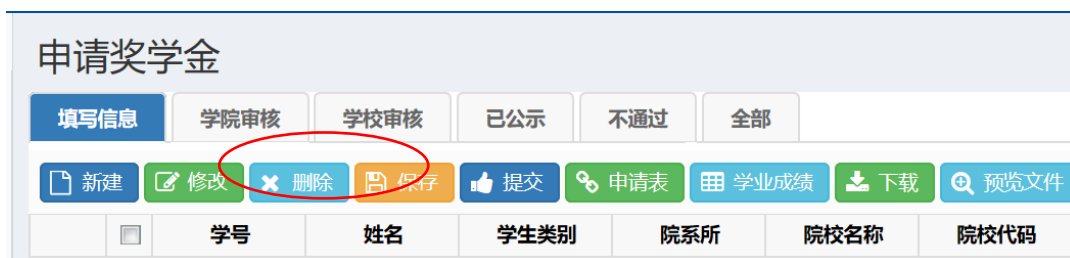 申请奖学金
填写信息 学院审核 学校审核 已公示 不通过 全部
新建 修改 删除 保存 提交 申请表 学业成绩 下载 预览文件
学号 姓名 学生类别 院系所 院校名称 院校代码